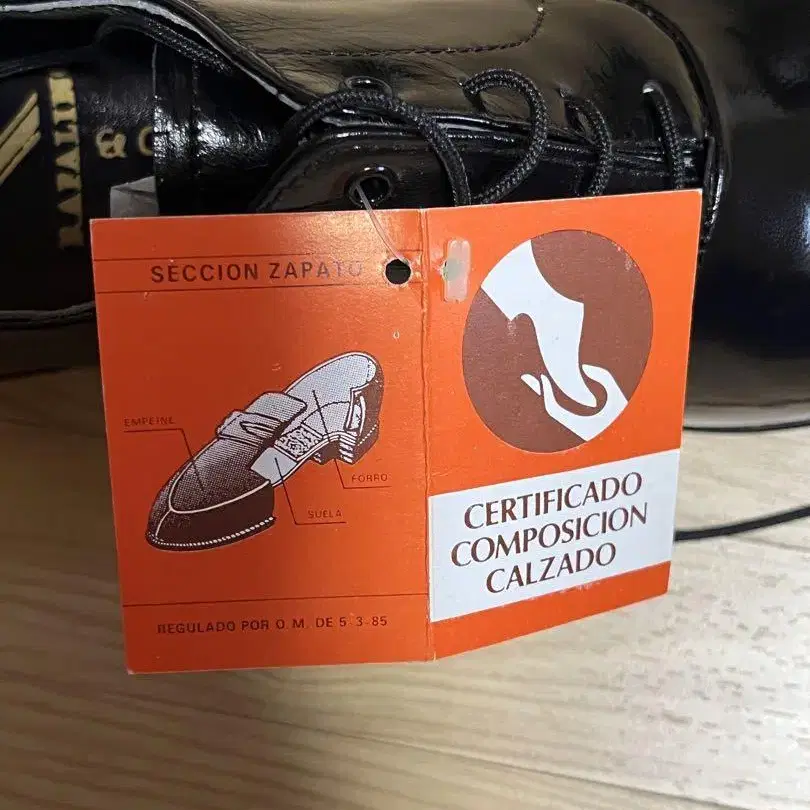 & C
SECCION ZAPATO
EMPEINE
FORRO
SUELA
REGULADO POR O.M. DE 5-3-85
CERTIFICADO
COMPOSICION
CALZADO